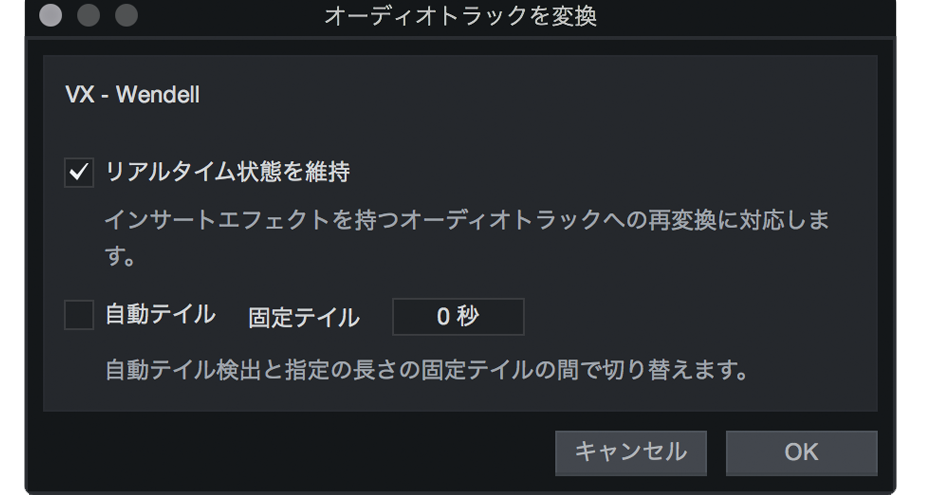 オーディオトラックを変換
VX - Wendell
リアルタイム状態を維持
インサートエフェクトを持つオーディオトラックへの再変換に対応しま
す。
自動テイル 固定テイル 0 秒
自動テイル検出と指定の長さの固定テイルの間で切り替えます。
キャンセル OK